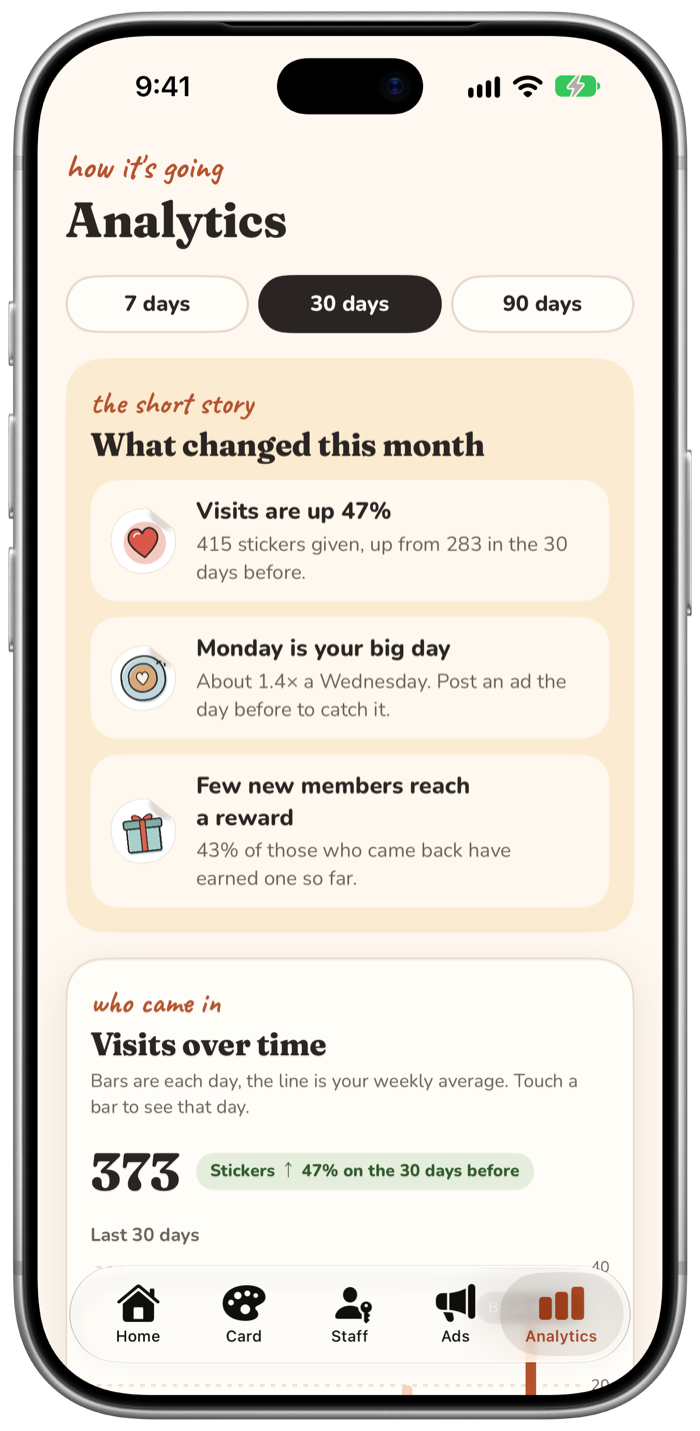 9:41
how it's going
Analytics
7 days
30 days
90 days
the short story
What changed this month
Visits are up 47%
415 stickers given, up from 283 in the 30
days before.
Monday is your big day
About 1.4× a Wednesday. Post an ad the
day before to catch it.
Few new members reach
a reward
43% of those who came back have
earned one so far.
who came in
Visits over time
Bars are each day, the line is your weekly average. Touch a
bar to see that day.
373
Stickers ↑ 47% on the 30 days before
Last 30 days
40
Home
Card
Staff
Ads
Analytics
20